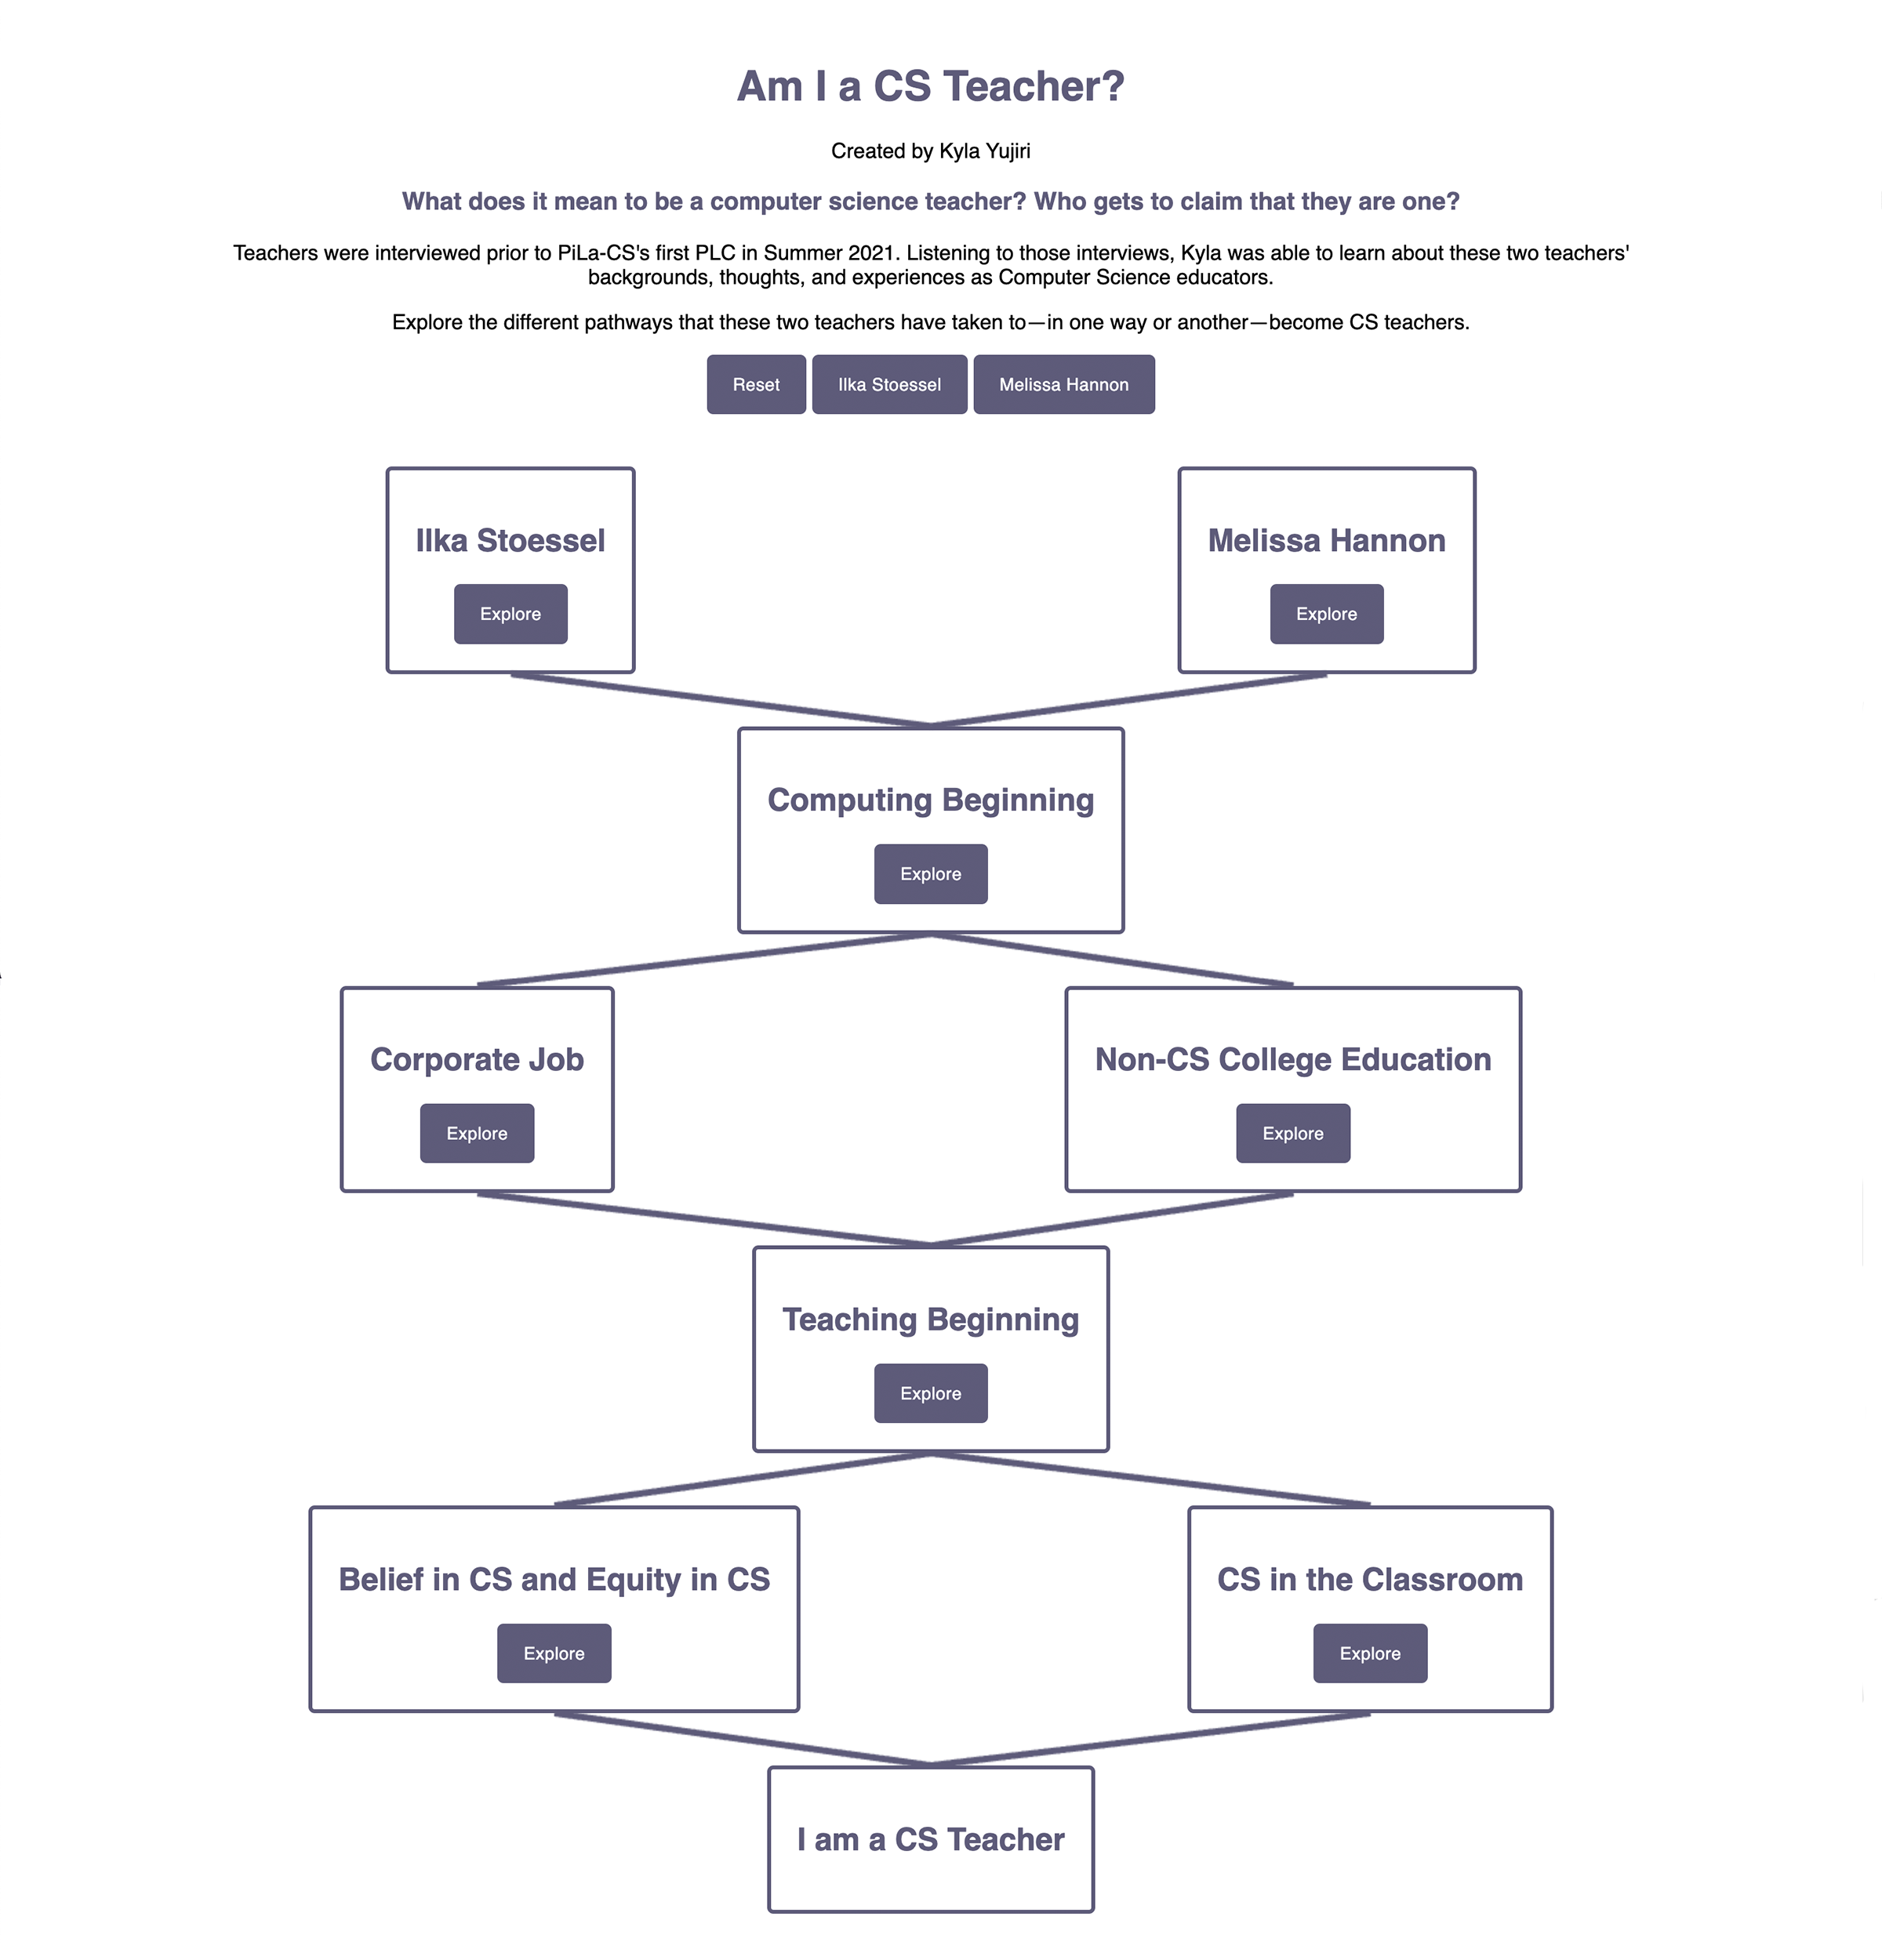 Am I a CS Teacher?
Created by Kyla Yujiri
What does it mean to be a computer science teacher? Who gets to claim that they are one?
Teachers were interviewed prior to PiLa-CS's first PLC in Summer 2021. Listening to those interviews, Kyla was able to learn about these two teachers'
backgrounds, thoughts, and experiences as Computer Science educators.
Explore the different pathways that these two teachers have taken to—in one way or another—become CS teachers.
Reset
Ilka Stoessel
Melissa Hannon
Ilka Stoessel
Explore
Melissa Hannon
Explore
Computing Beginning
Explore
Corporate Job
Explore
Non-CS College Education
Explore
Teaching Beginning
Explore
Belief in CS and Equity in CS
Explore
CS in the Classroom
Explore
I am a CS Teacher